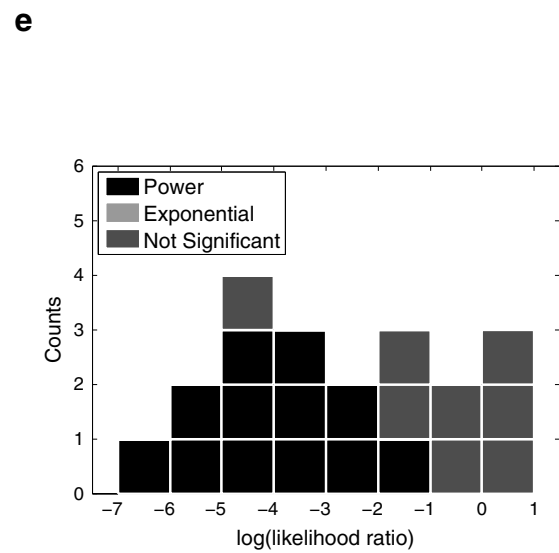 e
6
Power
Exponential
5
Not Significant
4
Counts
3
2
1
0
−7 −6 −5 −4 −3 −2 −1 0 1
log(likelihood ratio)